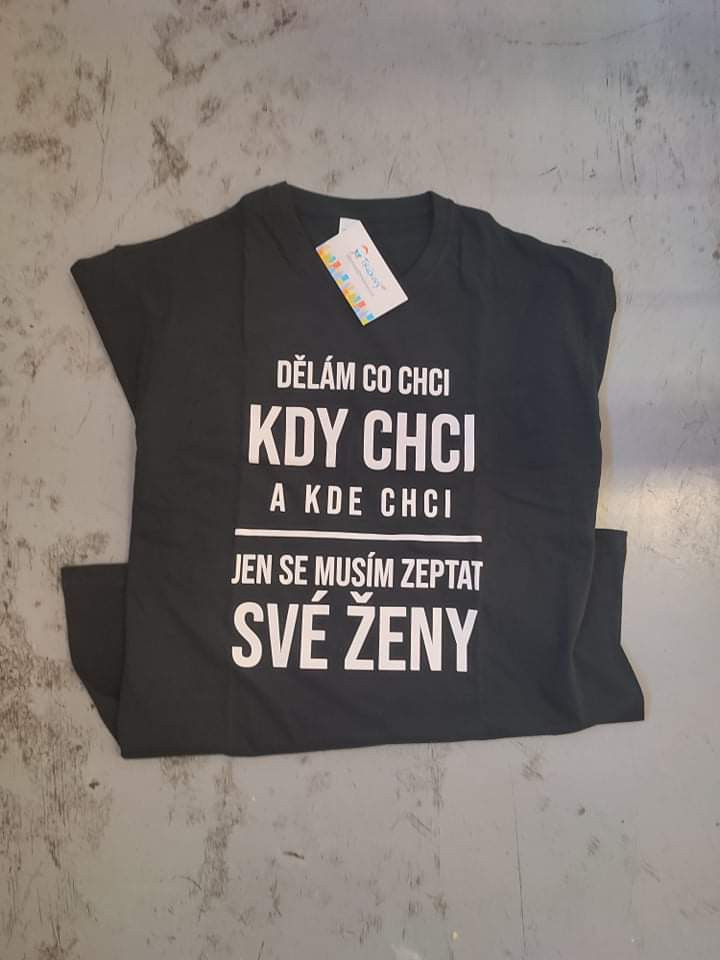 DĚLÁM CO CHCI
KDY CHCI
A KDE CHCI
JEN SE MUSÍM ZEPTAT
SVÉ ŽENY